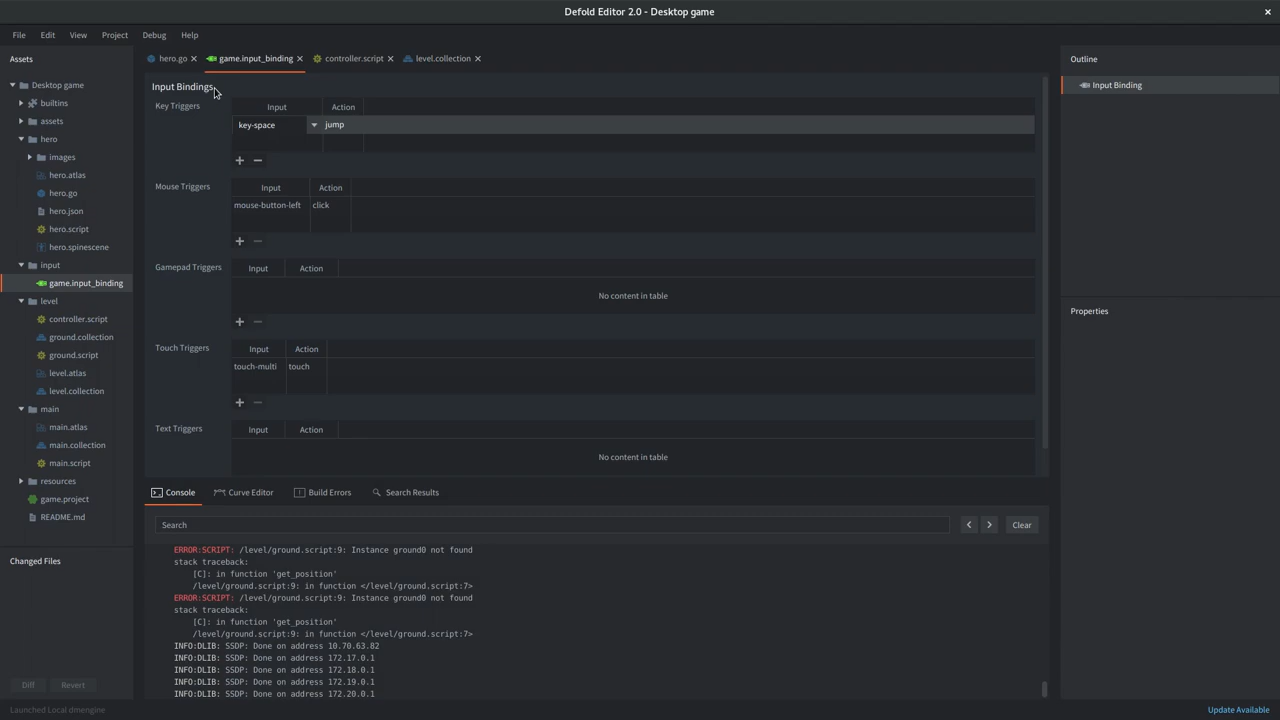 Defold Editor 2.0 - Desktop game
File Edit View Project Debug Help
Assets
Desktop game
builtins
assets
hero
images
hero.atlas
hero.go
hero.json
hero.script
hero.spinescene
input
game.input_binding
level
controller.script
ground.collection
ground.script
level.atlas
level.collection
main
main.atlas
main.collection
main.script
resources
game.project
README.md
Changed Files
Diff Revert
hero.go game.input_binding controller.script level.collection
Input Bindings
Key Triggers
Input Action
key-space jump
Mouse Triggers
Input Action
mouse-button-left click
Gamepad Triggers
Input Action
No content in table
Touch Triggers
Input Action
touch-multi touch
Text Triggers
Input Action
No content in table
Console Curve Editor Build Errors Search Results
Search
Clear
ERROR:SCRIPT: /level/ground.script:9: Instance ground0 not found
stack traceback:
[C]: in function 'get_position'
/level/ground.script:9: in function </level/ground.script:7>
ERROR:SCRIPT: /level/ground.script:9: Instance ground0 not found
stack traceback:
[C]: in function 'get_position'
/level/ground.script:9: in function </level/ground.script:7>
INFO:DLIB: SSDP: Done on address 10.70.63.82
INFO:DLIB: SSDP: Done on address 172.17.0.1
INFO:DLIB: SSDP: Done on address 172.18.0.1
INFO:DLIB: SSDP: Done on address 172.19.0.1
INFO:DLIB: SSDP: Done on address 172.20.0.1
Outline
Input Binding
Properties
Launched Local dmengine
Update Available